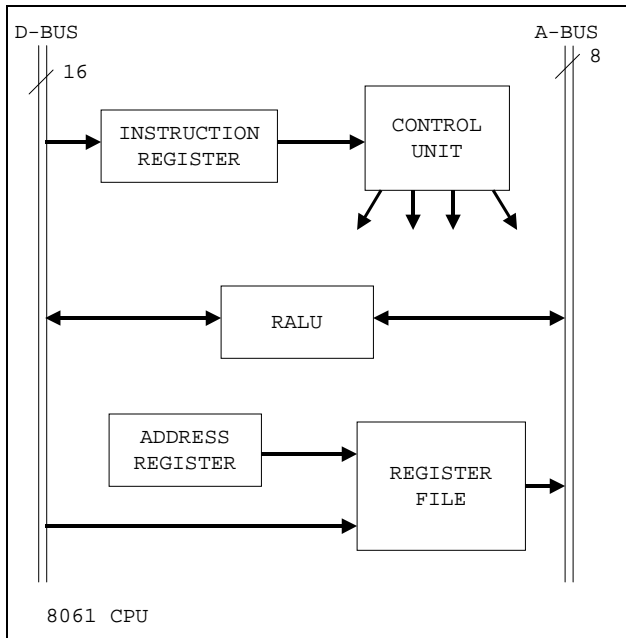 D-BUS
A-BUS
16
8
INSTRUCTION
REGISTER
CONTROL
UNIT
RALU
ADDRESS
REGISTER
REGISTER
FILE
8061 CPU